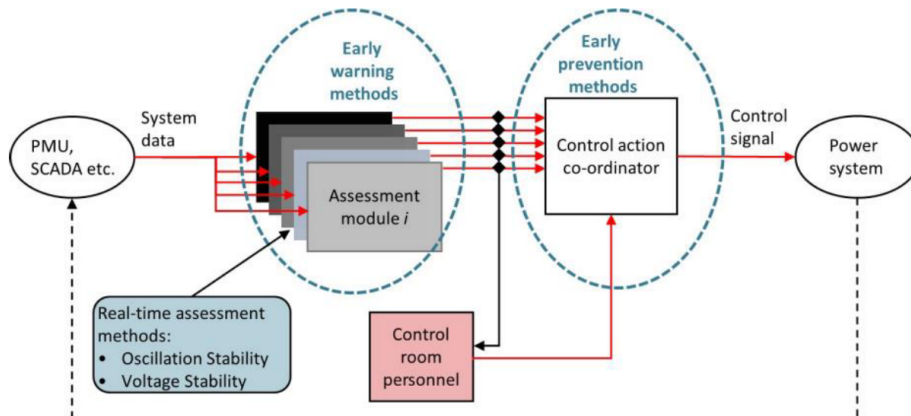 Early
warning
methods
Early
prevention
methods
System
data
Control
signal
PMU,
SCADA etc.
Assessment
module i
Control action
co-ordinator
Power
system
Real-time assessment
methods:
• Oscillation Stability
• Voltage Stability
Control
room
personnel